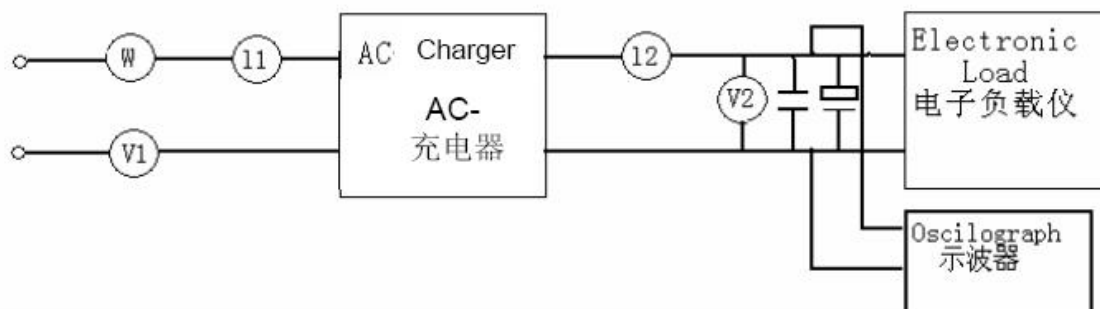 W
I1
V1
AC Charger
AC-
充电器
I2
V2
Electronic
Load
电子负载仪
Oscilograph
示波器